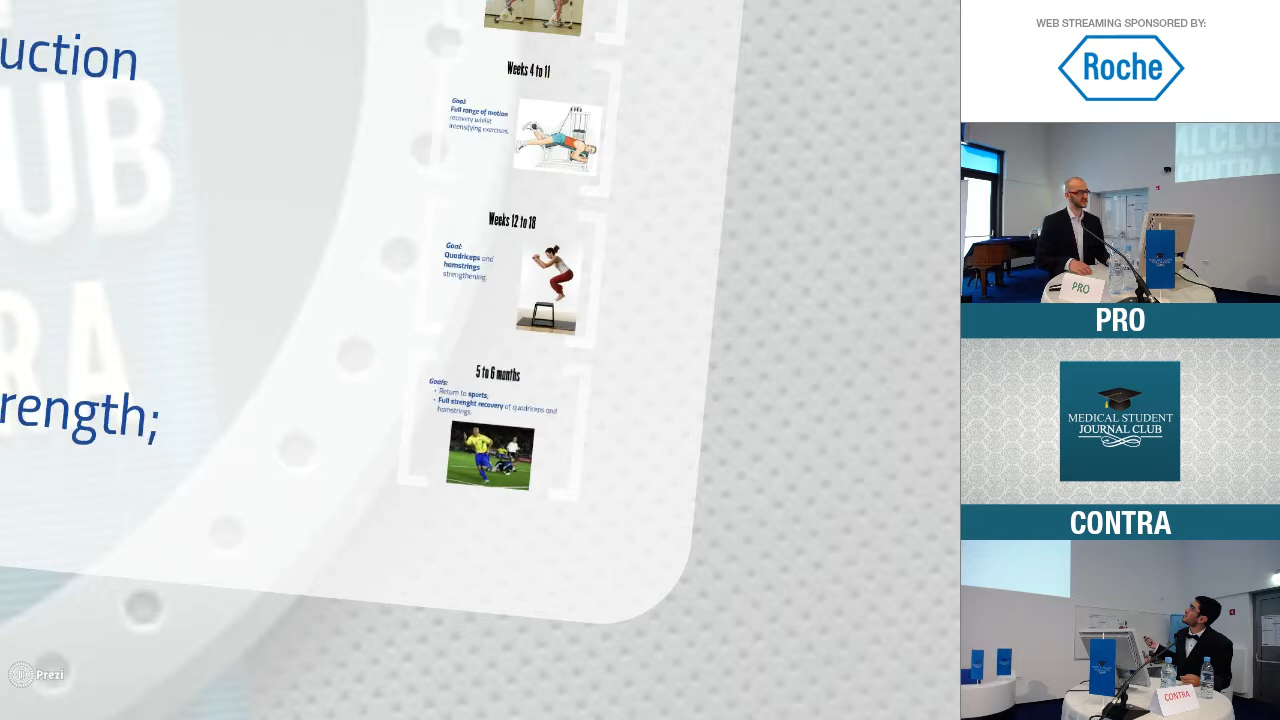 uction
UB
RA
rength;
Weeks 4 to 11
Goal:
Full range of motion
recovery whilst
intensifying exercises.
Weeks 12 to 18
Goal:
Quadriceps and
hamstrings
strengthening.
5 to 6 months
Goals:
• Return to sports;
• Full strenght recovery of quadriceps and
hamstrings.
Prezi
WEB STREAMING SPONSORED BY:
Roche
PRO
PRO
MEDICAL STUDENT
JOURNAL CLUB
CONTRA
CONTRA